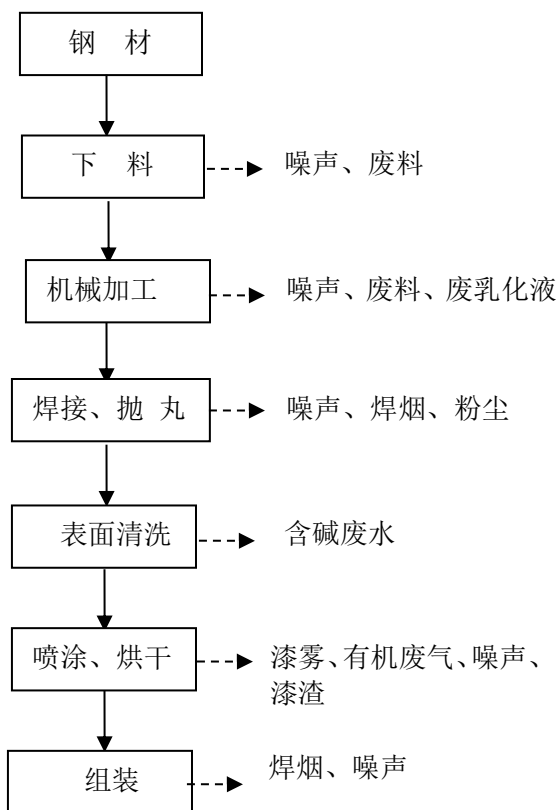 钢 材
下 料
噪声、废料
机械加工
噪声、废料、废乳化液
焊接、抛 丸
噪声、焊烟、粉尘
表面清洗
含碱废水
喷涂、烘干
漆雾、有机废气、噪声、
漆渣
组装
焊烟、噪声